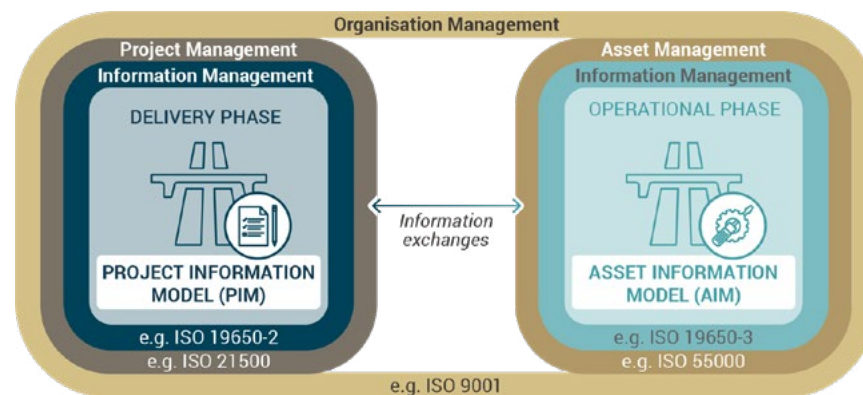 Organisation Management
Project Management
Information Management
DELIVERY PHASE
PROJECT INFORMATION
MODEL (PIM)
e.g. ISO 19650-2
e.g. ISO 21500
Information
exchanges
Asset Management
Information Management
OPERATIONAL PHASE
ASSET INFORMATION
MODEL (AIM)
e.g. ISO 19650-3
e.g. ISO 55000
e.g. ISO 9001